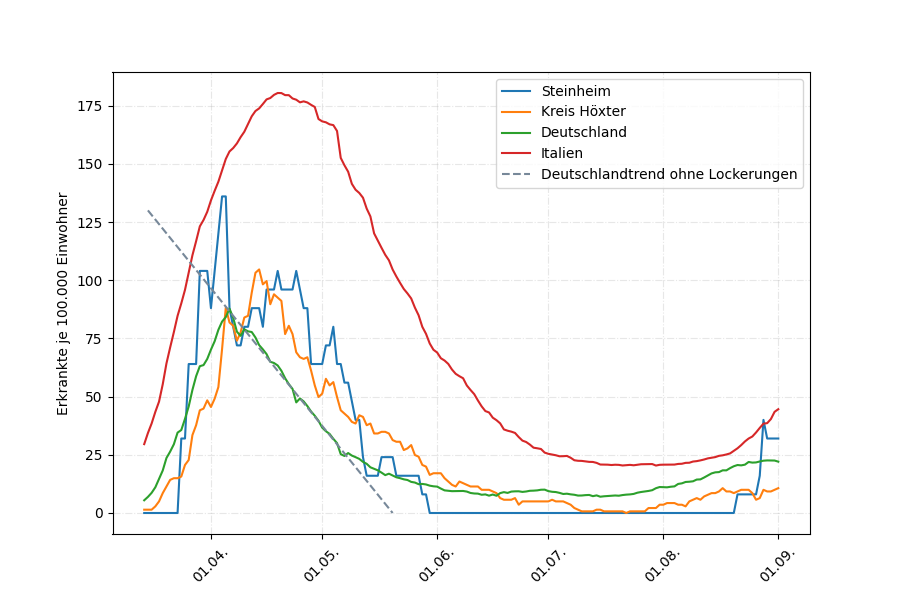 Steinheim
Kreis Höxter
Deutschland
Italien
Deutschlandtrend ohne Lockerungen
Erkrankte je 100.000 Einwohner
175
150
125
100
75
50
25
0
01.04.
01.05.
01.06.
01.07.
01.08.
01.09.